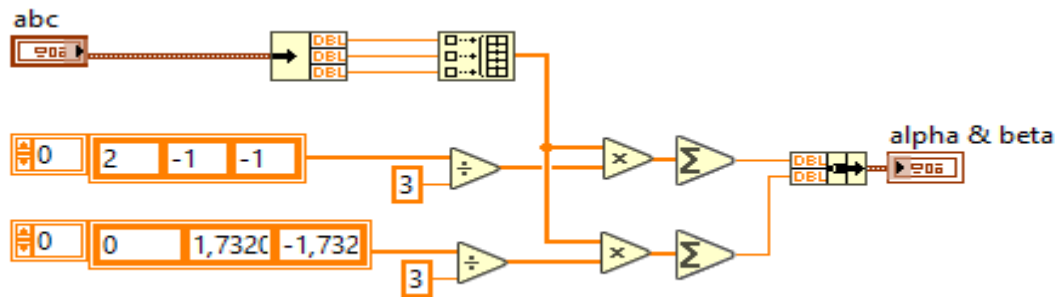 abc
DBL
DBL
DBL
0 2 -1 -1
÷
3
×
Σ
alpha & beta
DBL
DBL
0 0 1,7320 -1,732
÷
3
×
Σ